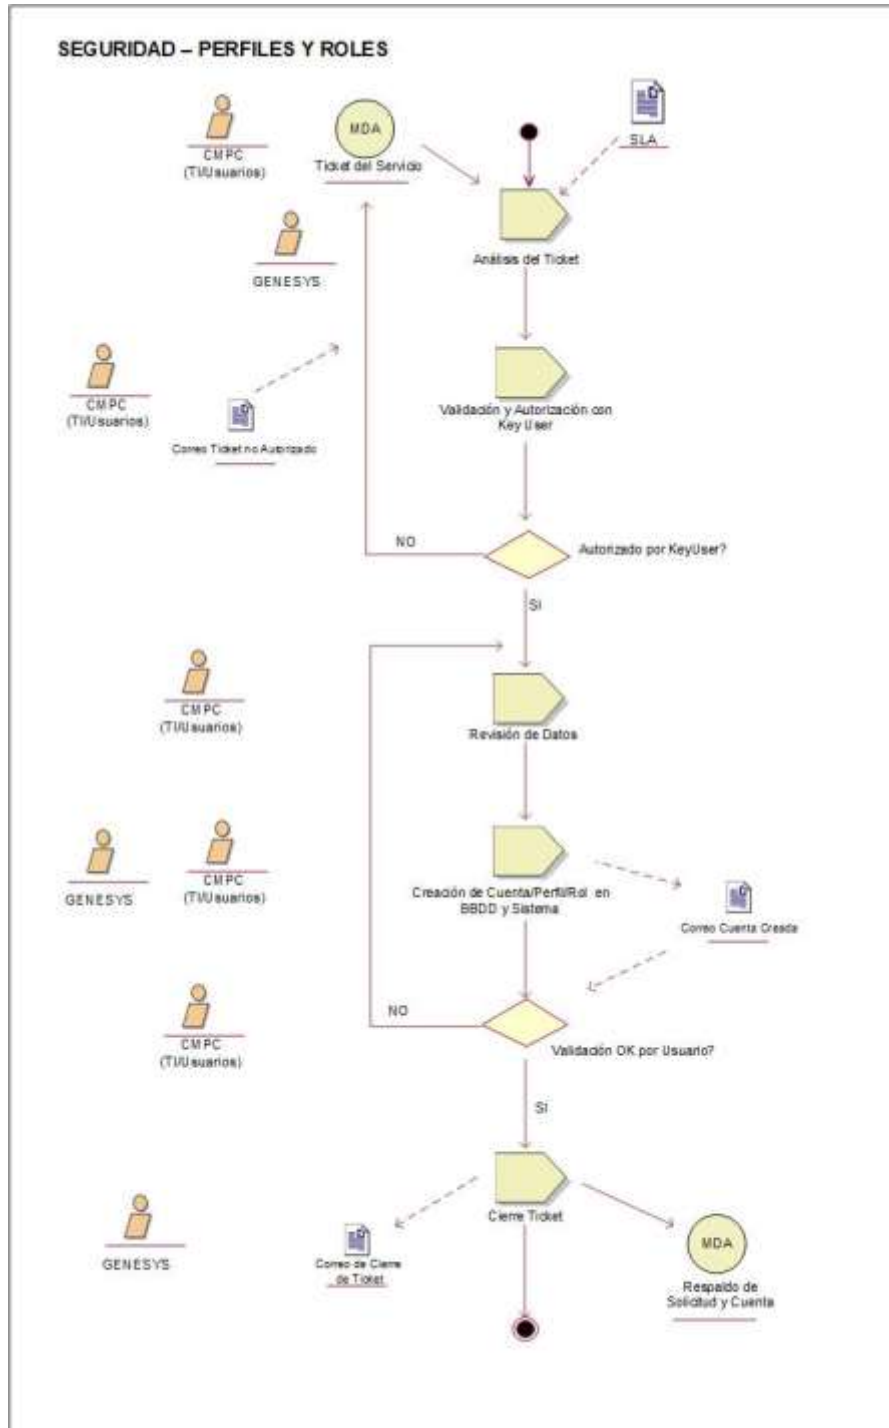 SEGURIDAD – PERFILES Y ROLES
MDA
CMPC
(TI/Usuarios)
Ticket del Servicio
SLA
GENESYS
Análisis del Ticket
CMPC
(TI/Usuarios)
Correo Ticket no Autorizado
Validación y Autorización con
Key User
NO
Autorizado por KeyUser?
SI
CMPC
(TI/Usuarios)
Revisión de Datos
GENESYS
CMPC
(TI/Usuarios)
Creación de Cuenta/Perfil/Rol en
BBDD y Sistema
Correo Cuenta Creada
CMPC
(TI/Usuarios)
NO
Validación OK por Usuario?
SI
GENESYS
Cierre Ticket
Correo de Cierre
de Ticket
MDA
Respaldo de
Solicitud y Cuenta